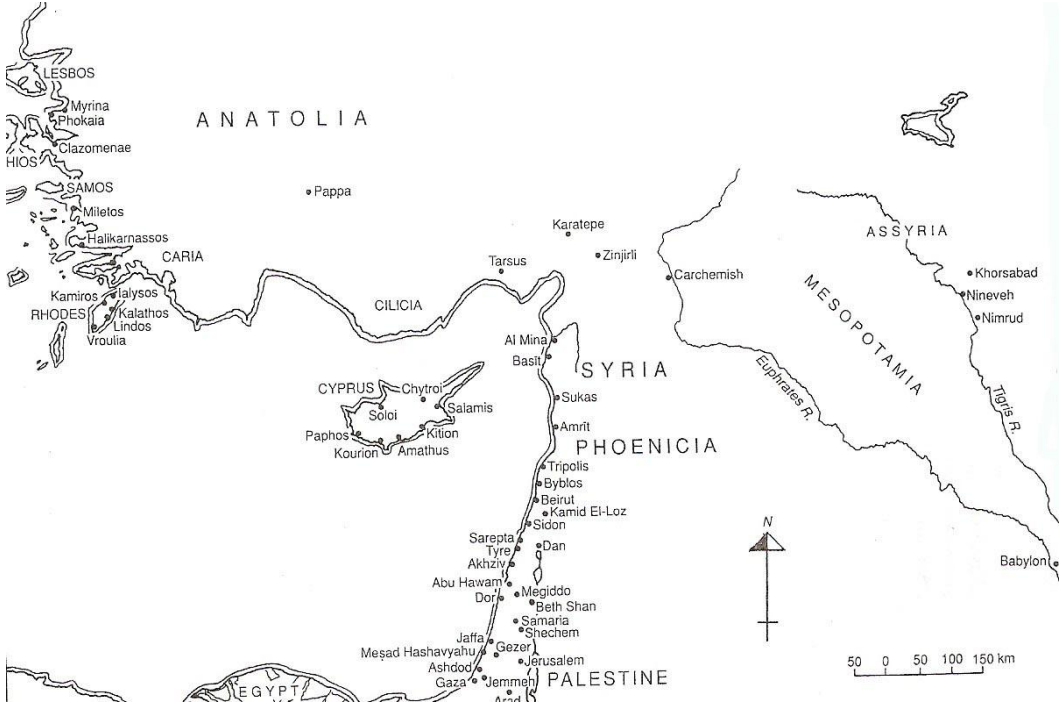 LESBOS
Myrina
Phokaia
ANATOLIA
Clazomenae
HIOS
SAMOS
Pappa
Miletos
Karatepe
ASSYRIA
Halikarnassos
CARIA
Tarsus
Zinjirli
Carchemish
Khorsabad
MESOPOTAMIA
Nineveh
Kamiros
Ialysos
CILICIA
RHODES
Kalathos
Lindos
Vroulia
Nimrud
Al Mina
Basît
SYRIA
Euphrates R.
Tigris R.
CYPRUS
Chytroi
Soloi
Salamis
Sukas
Paphos
Kition
Kourion
Amathus
Amrît
PHOENICIA
Tripolis
Byblos
Beirut
Kamid El-Loz
Sidon
N
Sarepta
Tyre
Dan
Akhziv
Babylon
Abu Hawam
Megiddo
Dor
Beth Shan
Samaria
Shechem
Jaffa
Meṣad Hashavyahu
Gezer
Jerusalem
Ashdod
Gaza
Jemmeh
PALESTINE
50 0 50 100 150 km
EGYPT
Arad